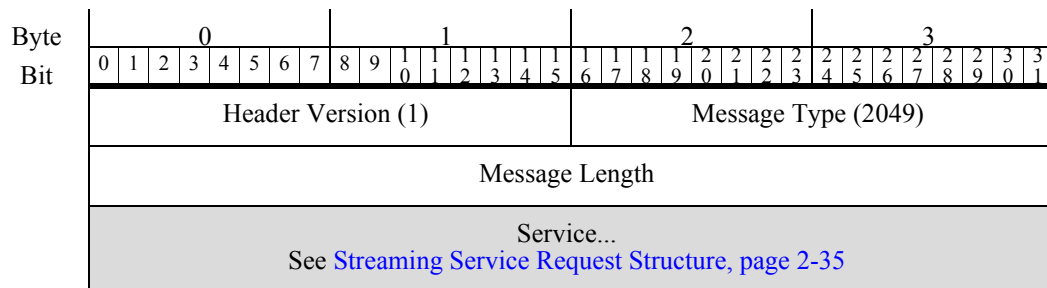 Byte 0 1 2 3
Bit 0 1 2 3 4 5 6 7 8 9 10 11 12 13 14 15 16 17 18 19 20 21 22 23 24 25 26 27 28 29 30 31
Header Version (1) Message Type (2049)
Message Length
Service...
See Streaming Service Request Structure, page 2-35